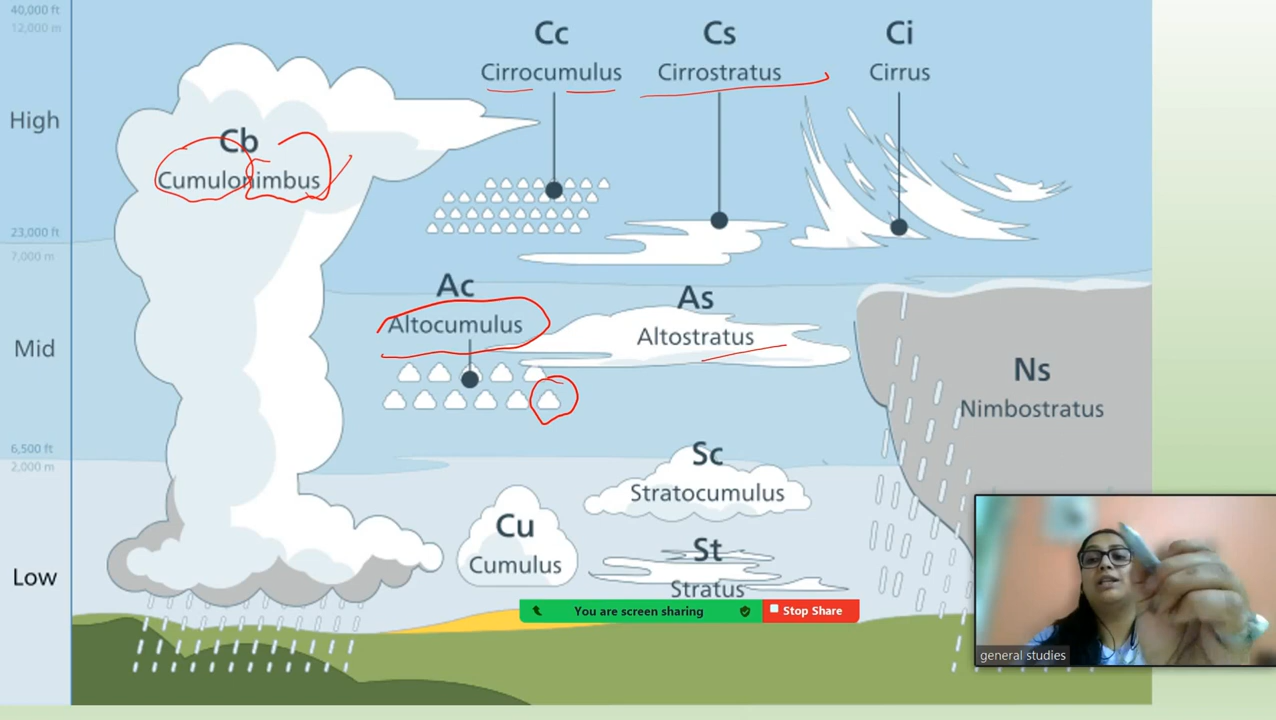 40,000 ft
12,000 m
High
23,000 ft
7,000 m
Mid
6,500 ft
2,000 m
Low
Cc
Cirrocumulus
Cs
Cirrostratus
Ci
Cirrus
Cb
Cumulonimbus
Ac
Altocumulus
As
Altostratus
Ns
Nimbostratus
Sc
Stratocumulus
Cu
Cumulus
St
Stratus
You are screen sharing
Stop Share
general studies